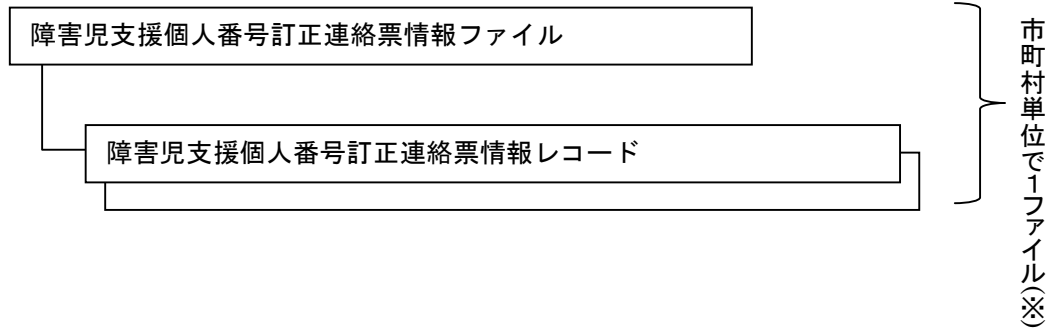 障害児支援個人番号訂正連絡票情報ファイル
障害児支援個人番号訂正連絡票情報レコード
市町村単位で1ファイル(※)